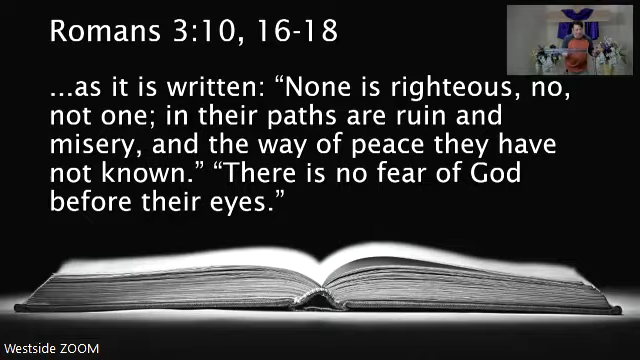 Romans 3:10, 16-18
...as it is written: “None is righteous, no,
not one; in their paths are ruin and
misery, and the way of peace they have
not known.” “There is no fear of God
before their eyes.”
Westside ZOOM